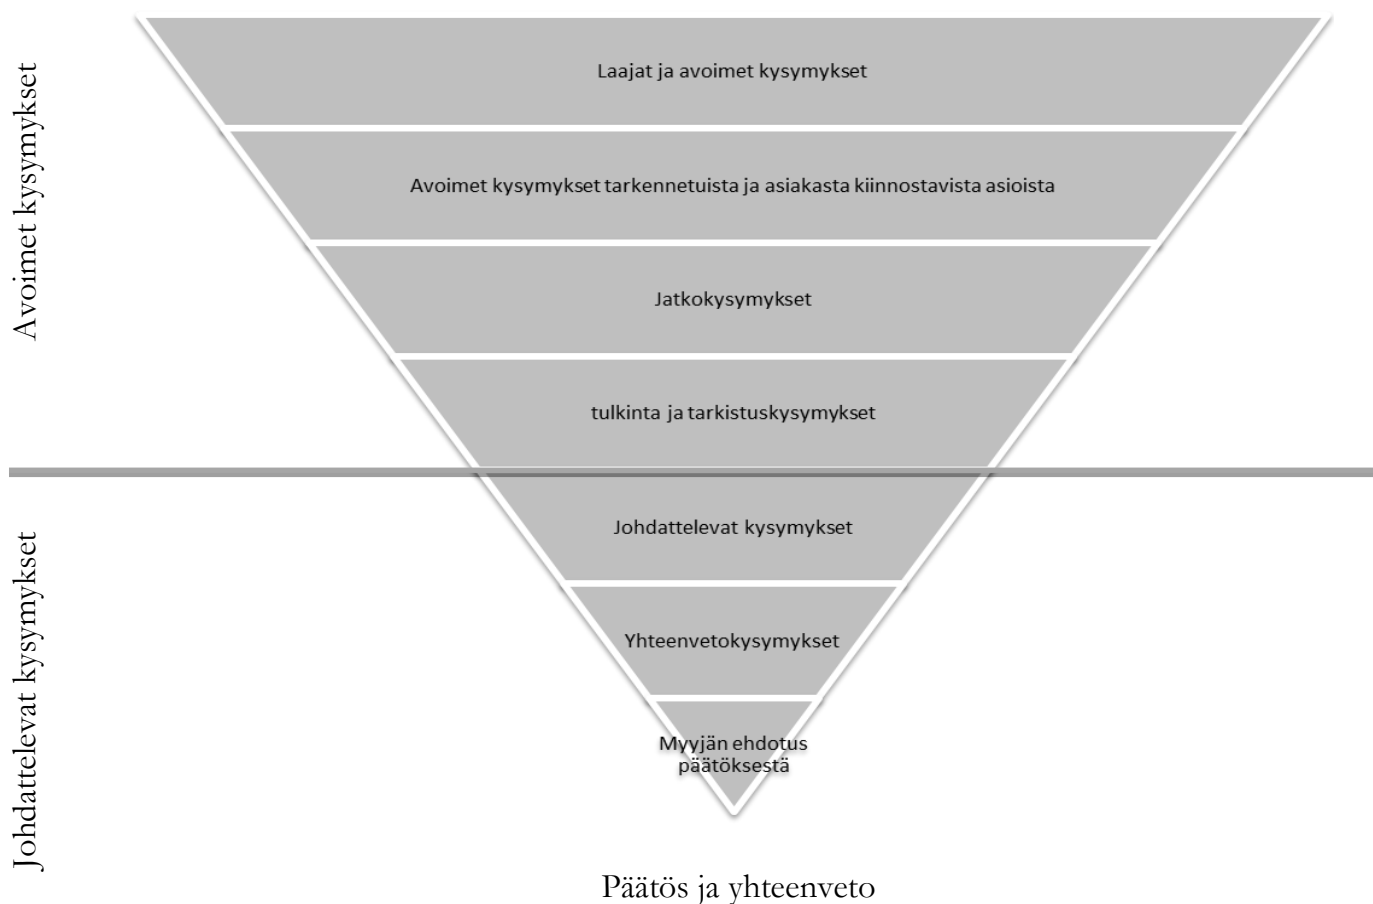 Avoimet kysymykset
Laajat ja avoimet kysymykset
Avoimet kysymykset tarkennetuista ja asiakasta kiinnostavista asioista
Jatkokysymykset
tulkinta ja tarkistuskysymykset
Johdattelevat kysymykset
Johdattelevat kysymykset
Yhteenvetokysymykset
Myyjän ehdotus
päätöksestä
Päätös ja yhteenveto